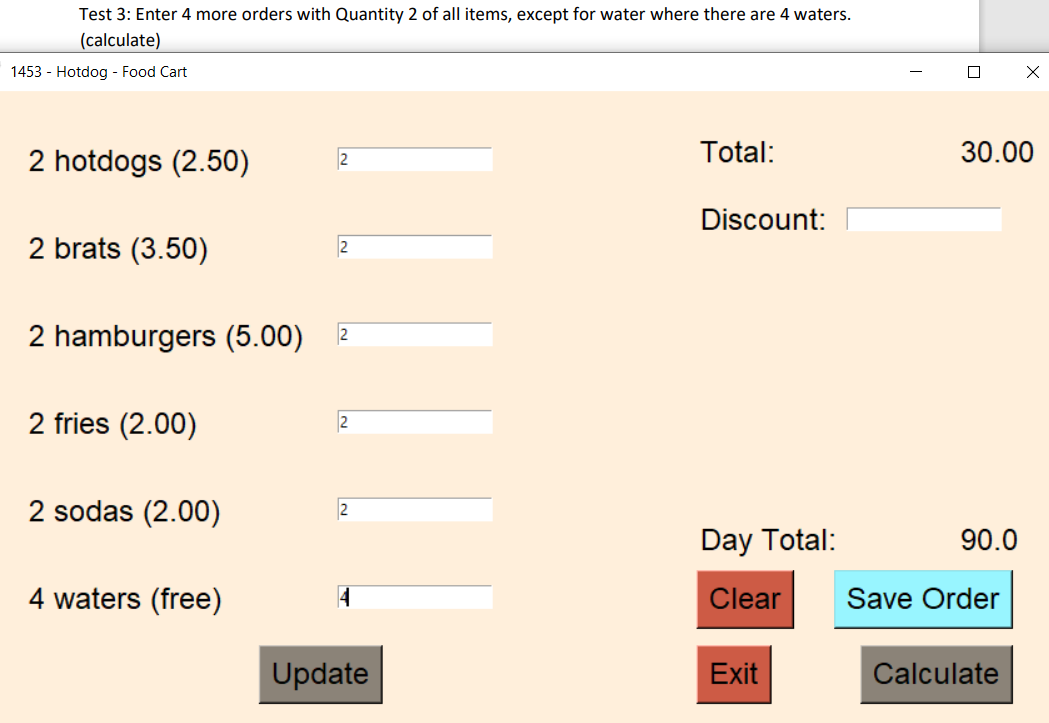 Test 3: Enter 4 more orders with Quantity 2 of all items, except for water where there are 4 waters.
(calculate)
1453 - Hotdog - Food Cart
2 hotdogs (2.50) 2
Total: 30.00
Discount:
2 brats (3.50) 2
2 hamburgers (5.00) 2
2 fries (2.00) 2
2 sodas (2.00) 2
Day Total: 90.0
4 waters (free) 4
Clear Save Order
Update Exit Calculate